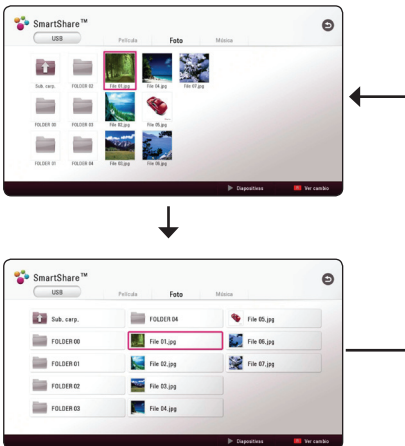 SmartShare™
USB
Película Foto Música
Sub. carp. FOLDER 02 File 01.jpg File 04.jpg File 07.jpg
FOLDER 00 FOLDER 03 File 02.jpg File 05.jpg
FOLDER 01 FOLDER 04 File 03.jpg File 06.jpg
Diapositivas Ver cambio
SmartShare™
USB
Película Foto Música
Sub. carp. FOLDER 04 File 05.jpg
FOLDER 00 File 01.jpg File 06.jpg
FOLDER 01 File 02.jpg File 07.jpg
FOLDER 02 File 03.jpg
FOLDER 03 File 04.jpg
Diapositivas Ver cambio